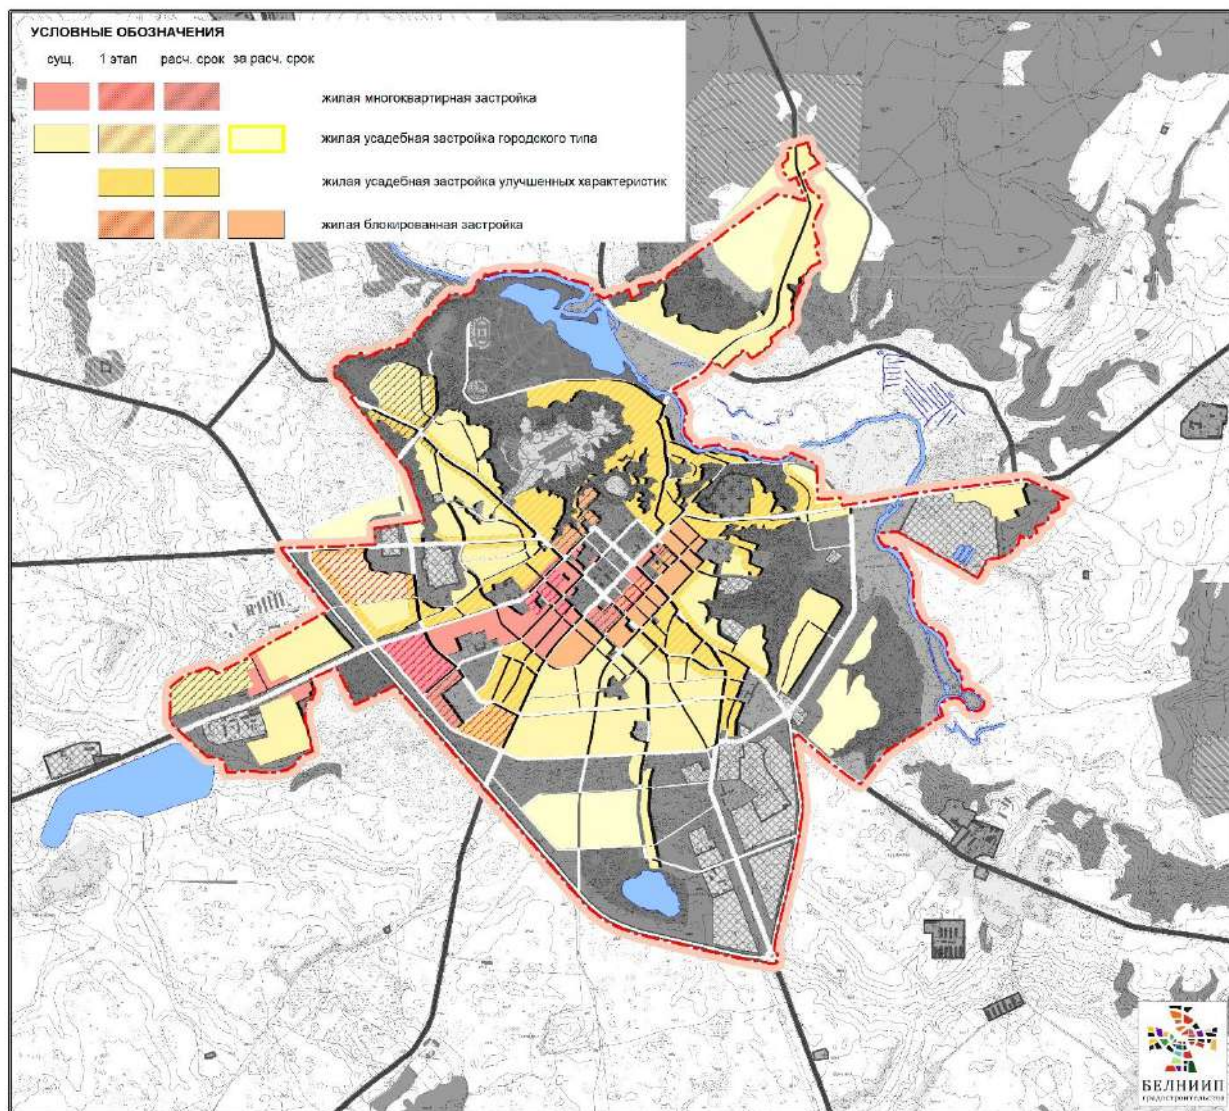 УСЛОВНЫЕ ОБОЗНАЧЕНИЯ
сущ. 1 этап расч. срок за расч. срок
жилая многоквартирная застройка
жилая усадебная застройка городского типа
жилая усадебная застройка улучшенных характеристик
жилая блокированная застройка
БЕЛНИИП
градостроительства